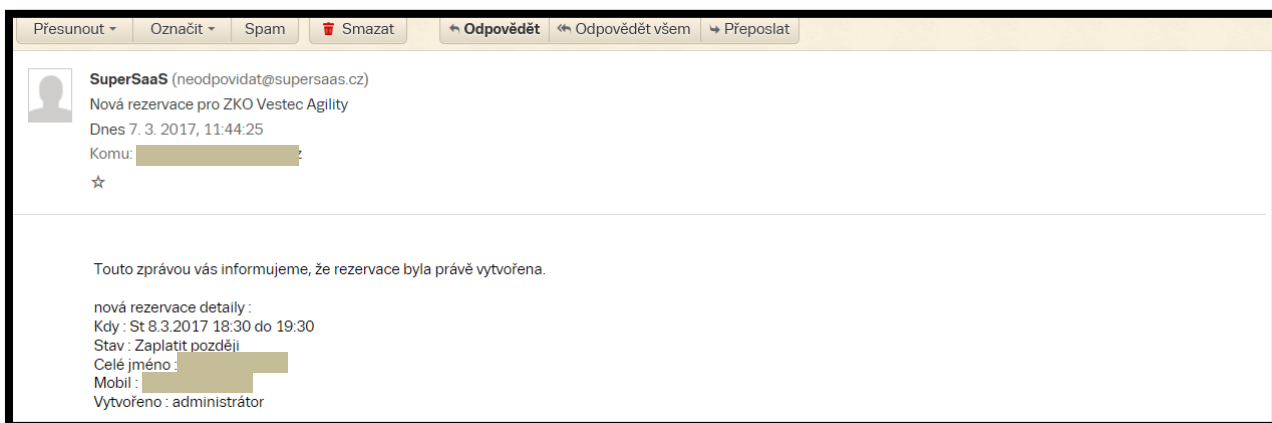 Přesunout Označit Spam Smazat Odpovědět Odpovědět všem Přeposlat
SuperSaaS (neodpovidat@supersaas.cz)
Nová rezervace pro ZKO Vestec Agility
Dnes 7. 3. 2017, 11:44:25
Komu:
Touto zprávou vás informujeme, že rezervace byla právě vytvořena.
nová rezervace detaily :
Kdy : St 8.3.2017 18:30 do 19:30
Stav : Zaplatit později
Celé jméno :
Mobil :
Vytvořeno : administrátor